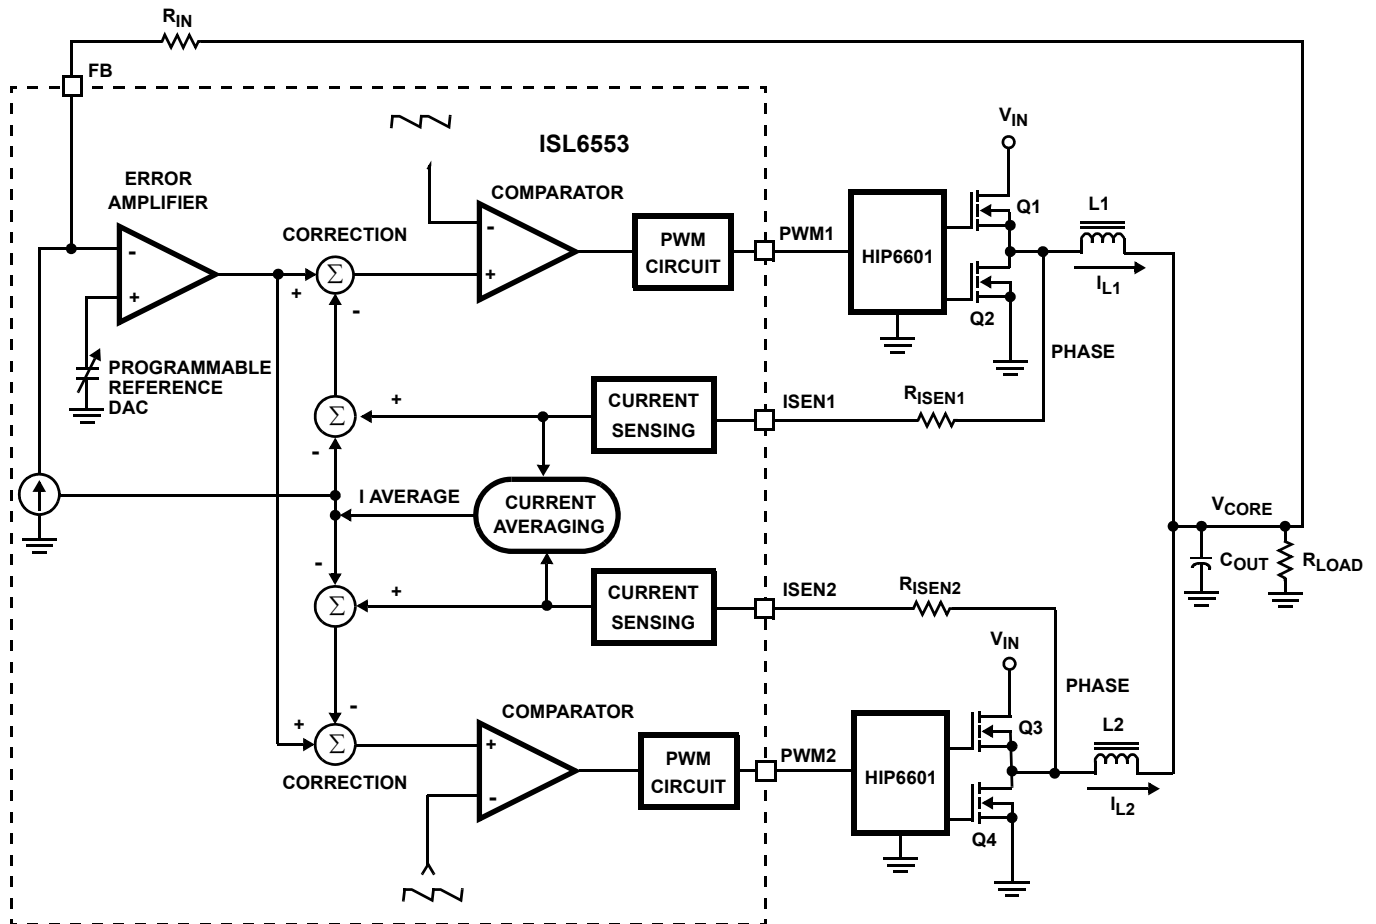 RIN
FB
ISL6553
VIN
ERROR
AMPLIFIER
COMPARATOR
CORRECTION
PWM
CIRCUIT
PWM1
HIP6601
Q1
L1
-
+
Σ
+
-
-
+
IL1
Q2
PHASE
PROGRAMMABLE
REFERENCE
DAC
Σ
+
-
CURRENT
SENSING
ISEN1
RISEN1
I AVERAGE
CURRENT
AVERAGING
VCORE
COUT
RLOAD
-
Σ
+
CURRENT
SENSING
ISEN2
RISEN2
VIN
PHASE
-
+
Σ
CORRECTION
COMPARATOR
+
-
PWM
CIRCUIT
PWM2
HIP6601
Q3
L2
IL2
Q4